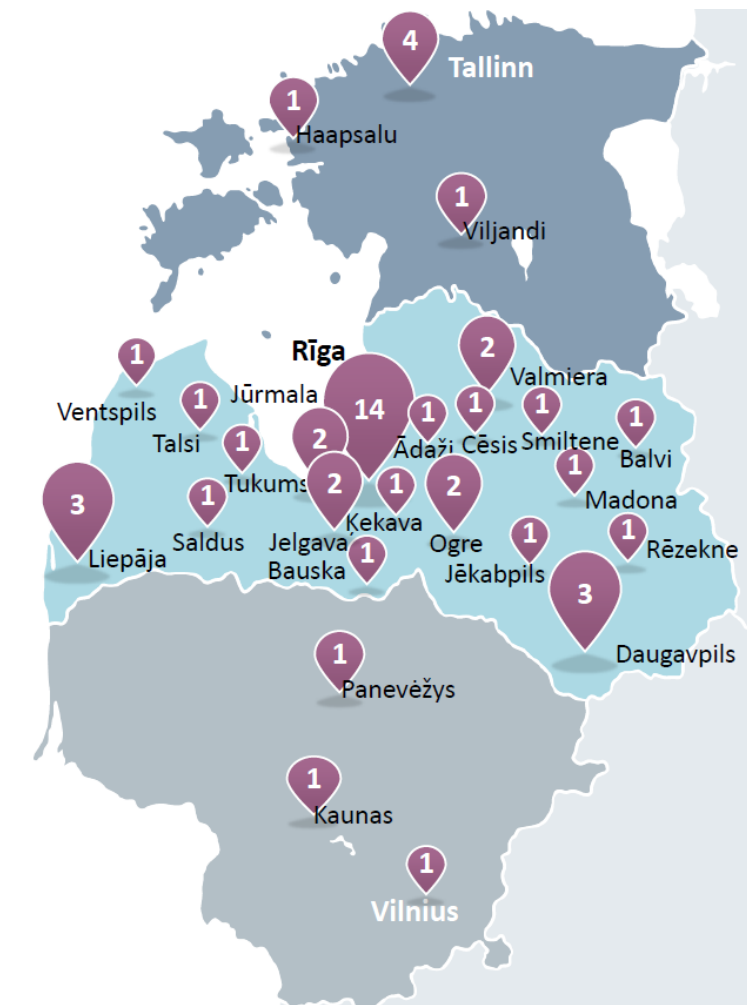 4
Tallinn
1
Haapsalu
1
Viljandi
Rīga
14
2
Valmiera
1
Ventspils
1
Talsi
Jūrmala
2
1
Tukums
1
Ādaži
1
Cēsis
1
Smiltene
1
Balvi
1
Madona
3
Liepāja
1
Saldus
2
Jelgava
1
Ķekava
2
Ogre
1
Jēkabpils
1
Rēzekne
1
Bauska
3
Daugavpils
1
Panevėžys
1
Kaunas
1
Vilnius